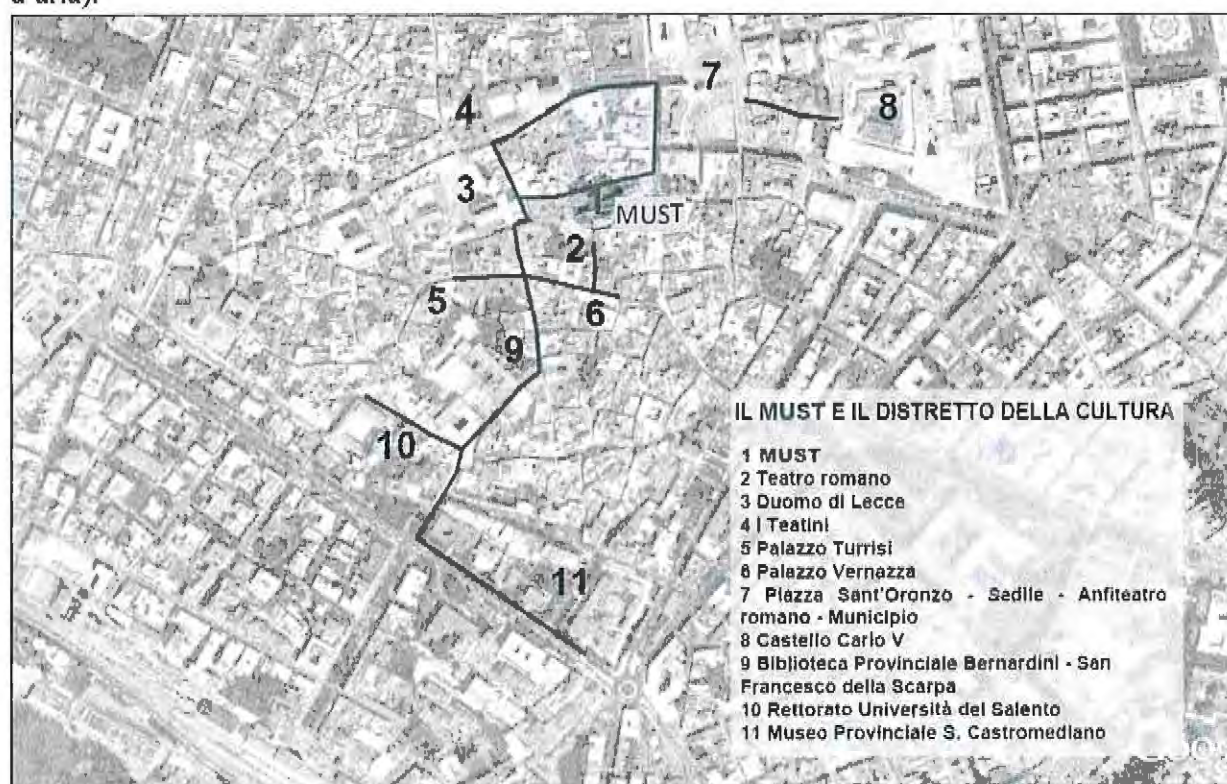 7
4
8
3
MUST
2
5
6
9
10
11
IL MUST E IL DISTRETTO DELLA CULTURA
1 MUST
2 Teatro romano
3 Duomo di Lecce
4 I Teatini
5 Palazzo Turrisi
6 Palazzo Vernazza
7 Piazza Sant'Oronzo - Sedile - Anfiteatro
romano - Municipio
8 Castello Carlo V
9 Biblioteca Provinciale Bernardini - San
Francesco della Scarpa
10 Rettorato Università del Salento
11 Museo Provinciale S. Castromediano